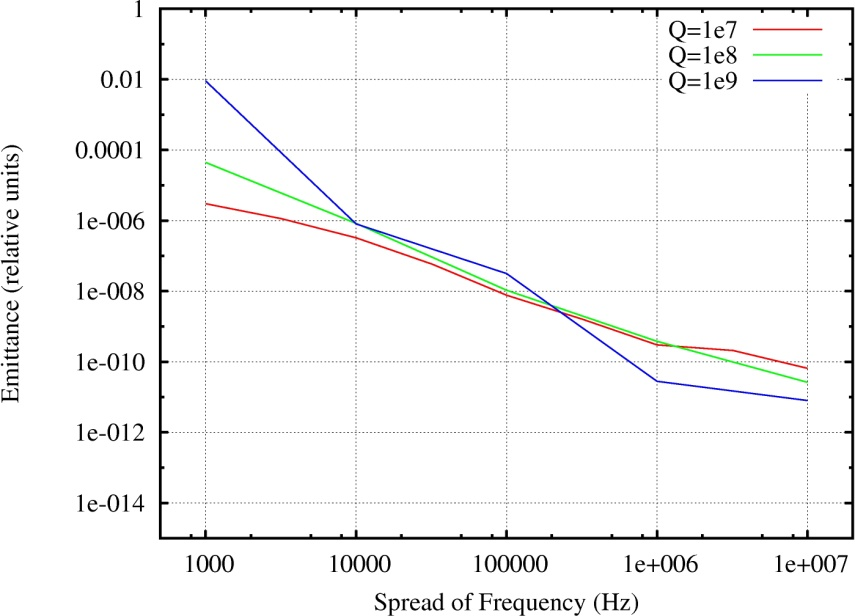 1
0.01
0.0001
1e-006
1e-008
1e-010
1e-012
1e-014
Emittance (relative units)
Q=1e7
Q=1e8
Q=1e9
1000 10000 100000 1e+006 1e+007
Spread of Frequency (Hz)